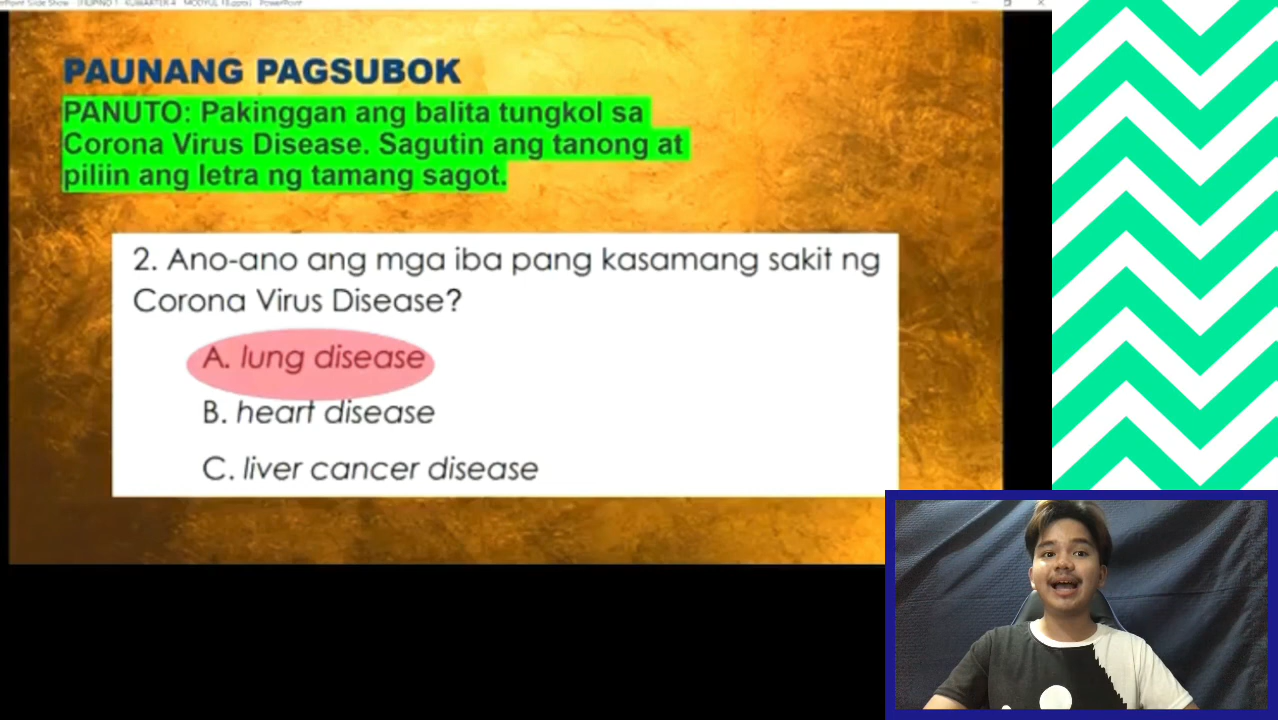 PAUNANG PAGSUBOK
PANUTO: Pakinggan ang balita tungkol sa
Corona Virus Disease. Sagutin ang tanong at
piliin ang letra ng tamang sagot.
2. Ano-ano ang mga iba pang kasamang sakit ng
Corona Virus Disease?
A. lung disease
B. heart disease
C. liver cancer disease